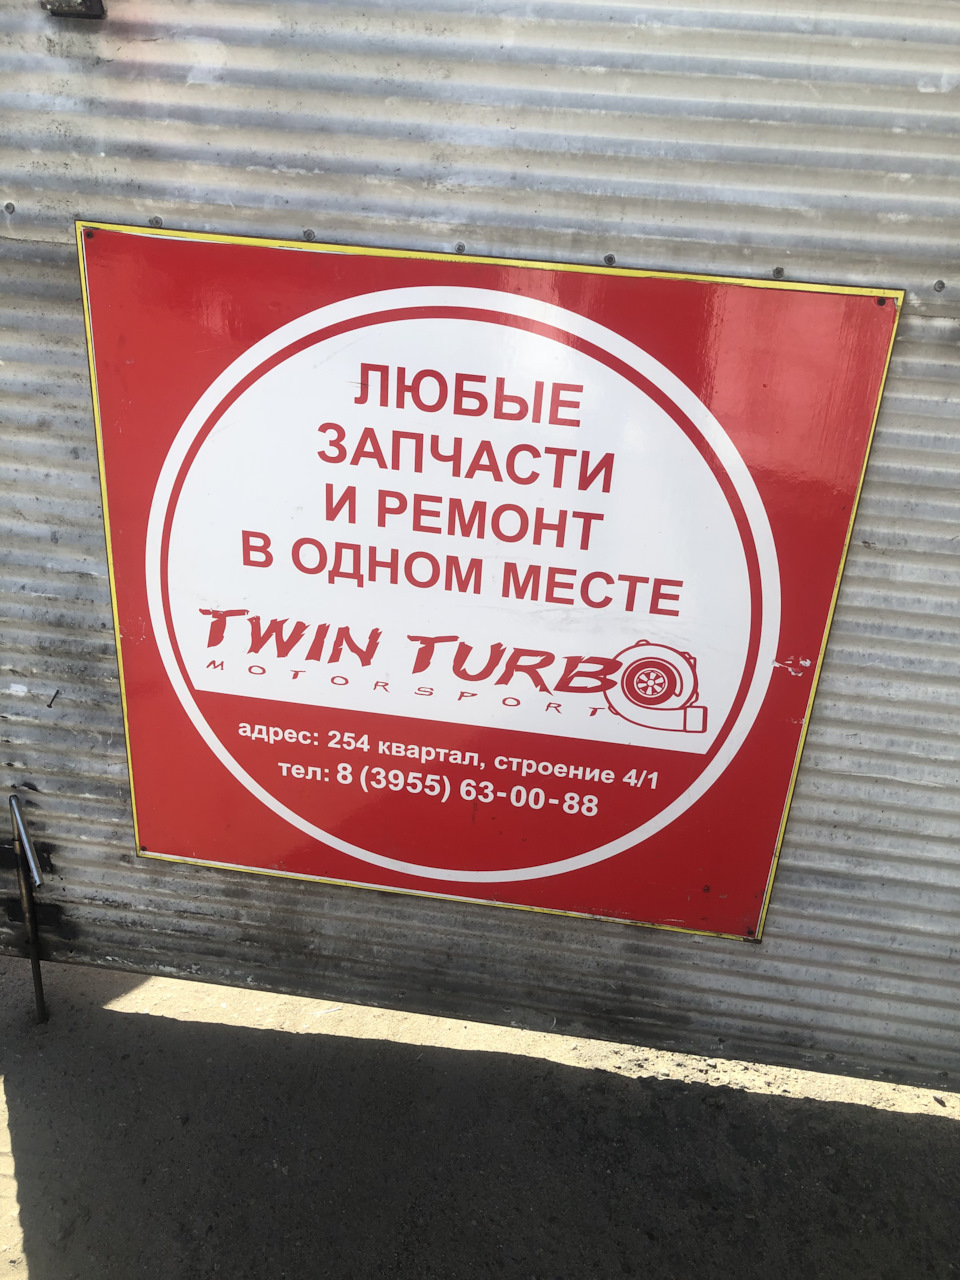 ЛЮБЫЕ
ЗАПЧАСТИ
И РЕМОНТ
В ОДНОМ МЕСТЕ
TWIN TURBO
MOTORSPORT
адрес: 254 квартал, строение 4/1
тел: 8 (3955) 63-00-88